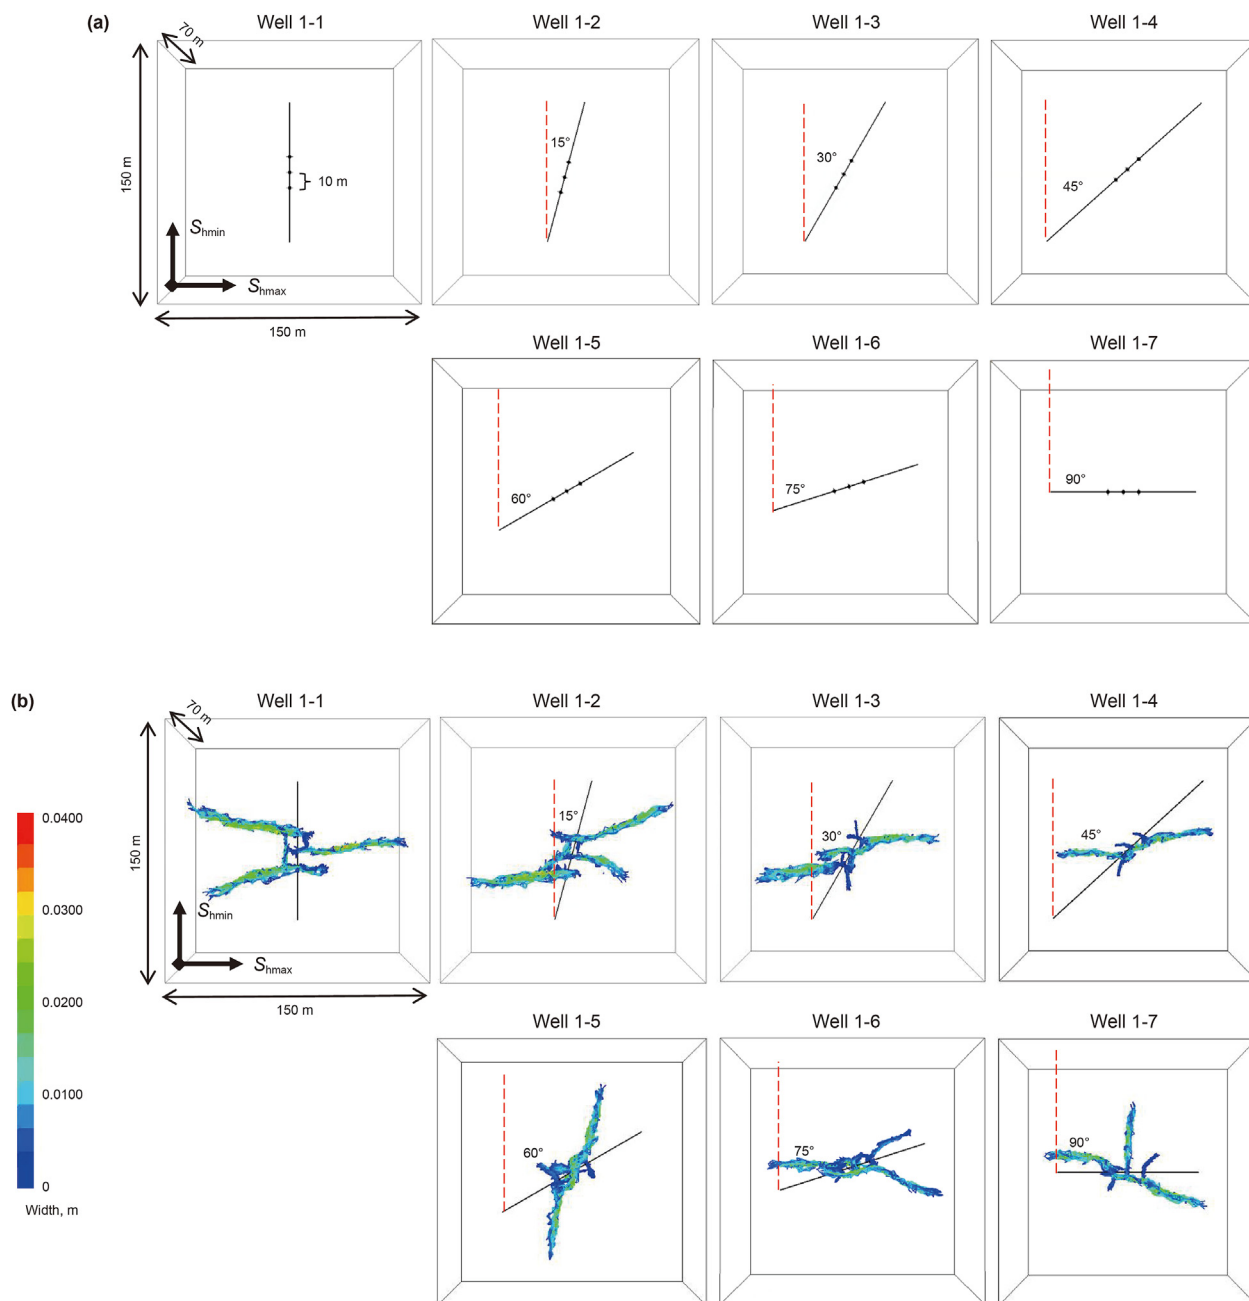 (a)
Well 1-1
Well 1-2
Well 1-3
Well 1-4
70 m
150 m
10 m
15°
30°
45°
Shmin
Shmax
150 m
Well 1-5
Well 1-6
Well 1-7
60°
75°
90°
(b)
Well 1-1
Well 1-2
Well 1-3
Well 1-4
70 m
150 m
15°
30°
45°
Shmin
Shmax
150 m
0.0400
0.0300
0.0200
0.0100
0
Width, m
Well 1-5
Well 1-6
Well 1-7
60°
75°
90°